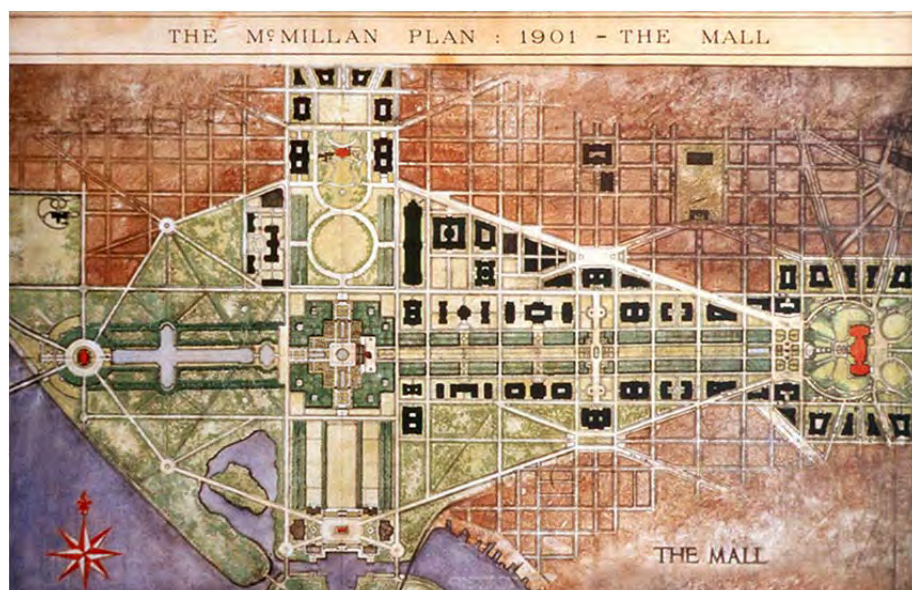 THE MCMILLAN PLAN : 1901 – THE MALL
THE MALL